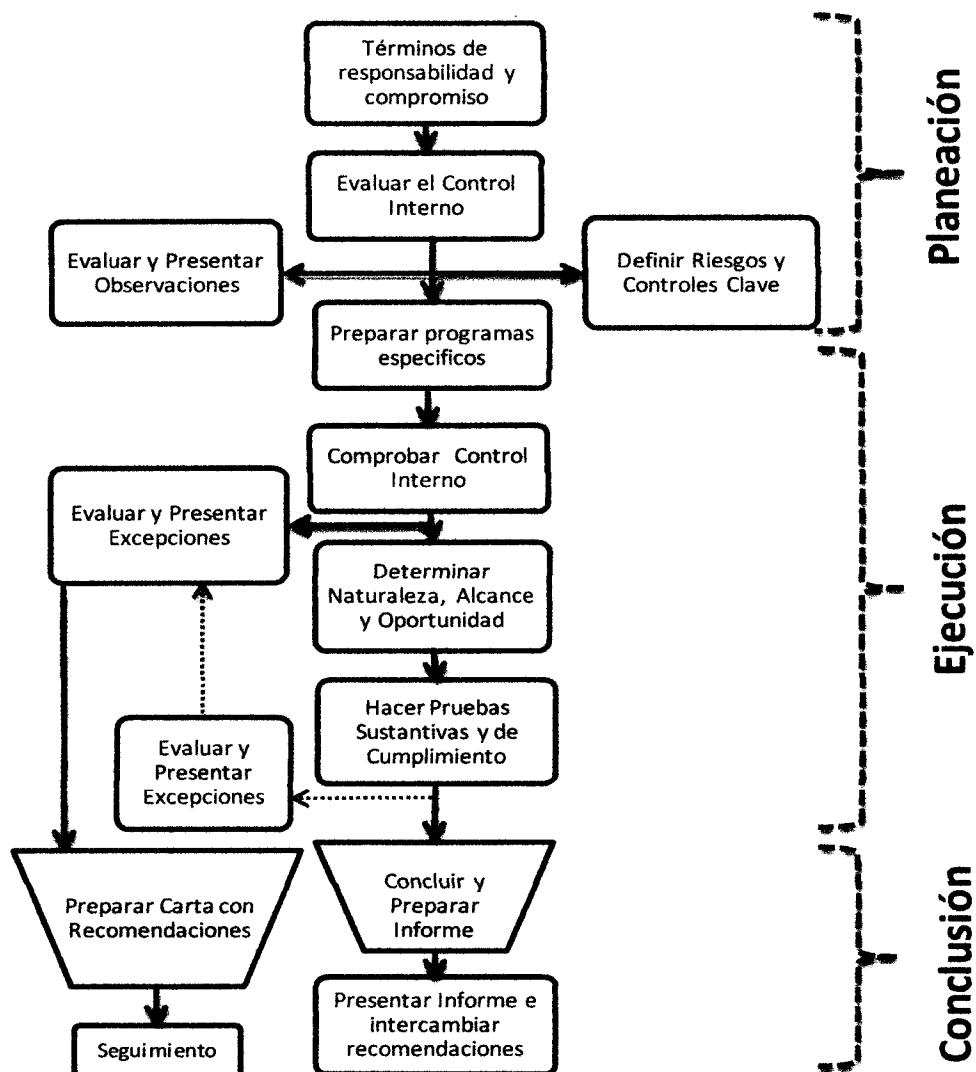 Términos de
responsabilidad y
compromiso
Evaluar el Control
Interno
Evaluar y Presentar
Observaciones
Definir Riesgos y
Controles Clave
Planeación
Preparar programas
especificos
Comprobar Control
Interno
Evaluar y Presentar
Excepciones
Determinar
Naturaleza, Alcance
y Oportunidad
Hacer Pruebas
Sustantivas y de
Cumplimiento
Evaluar y
Presentar
Excepciones
Ejecución
Preparar Carta con
Recomendaciones
Concluir y
Preparar
Informe
Presentar Informe e
intercambiar
recomendaciones
Seguimiento
Conclusión